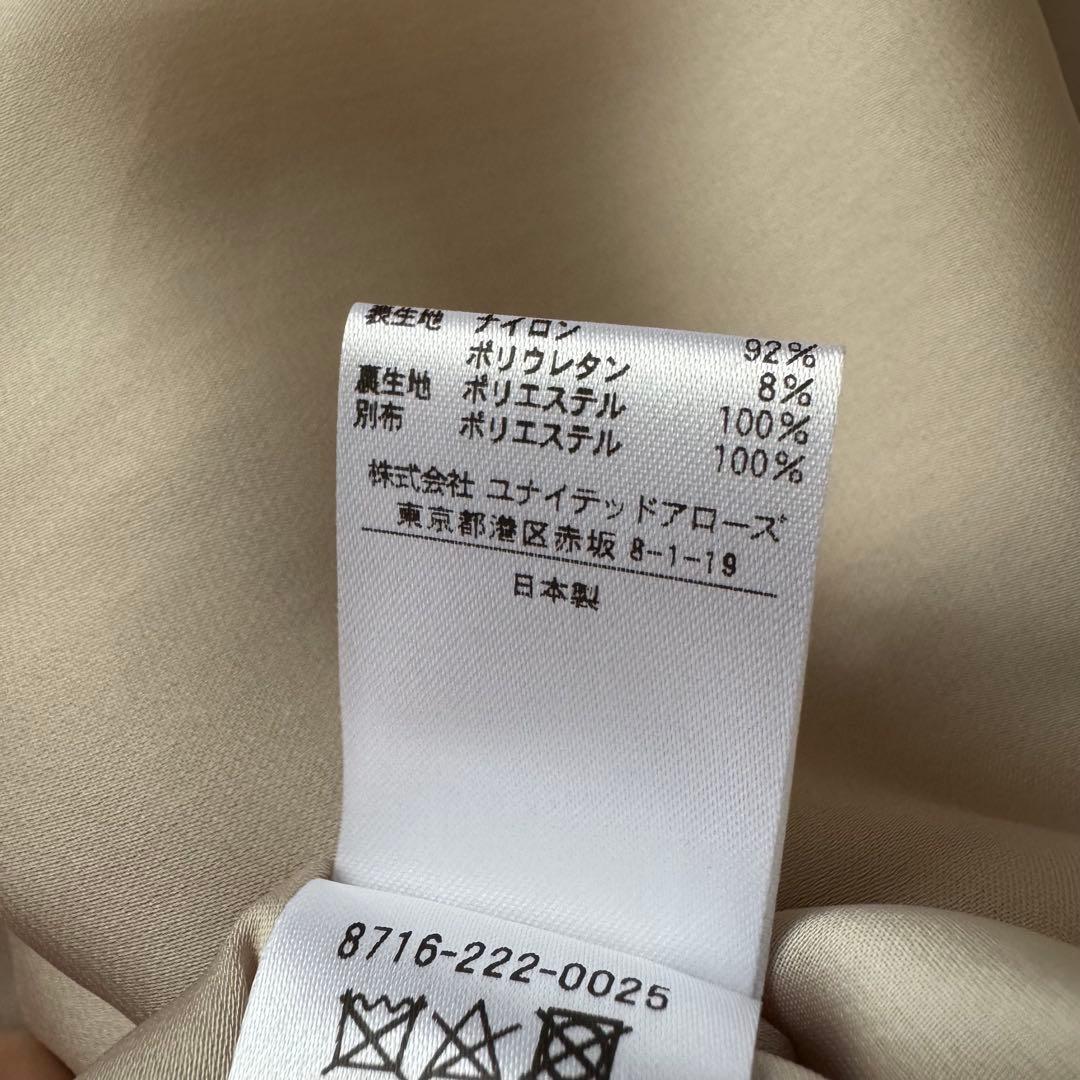 表生地 ナイロン 92%
ポリウレタン 8%
裏生地 ポリエステル 100%
別布 ポリエステル 100%
株式会社 ユナイテッドアローズ
東京都港区赤坂 8-1-19
日本製
8716-222-0025